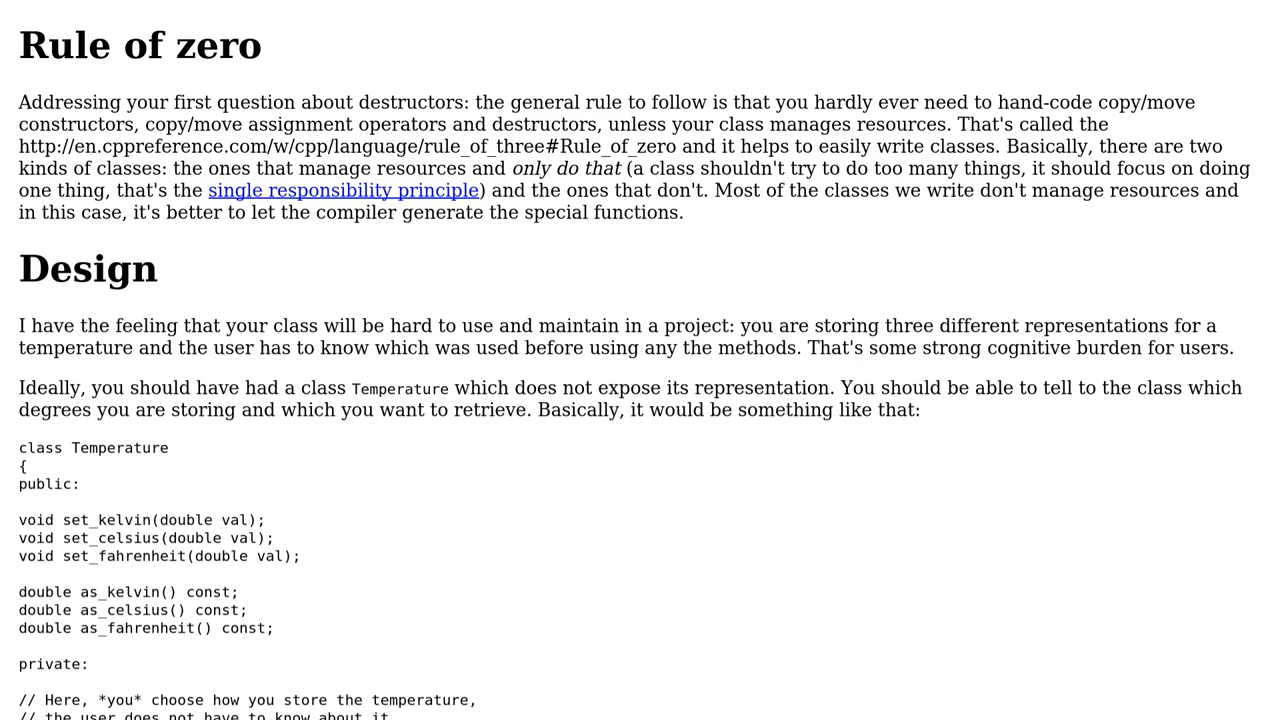 Rule of zero
Addressing your first question about destructors: the general rule to follow is that you hardly ever need to hand-code copy/move
constructors, copy/move assignment operators and destructors, unless your class manages resources. That's called the
http://en.cppreference.com/w/cpp/language/rule_of_three#Rule_of_zero and it helps to easily write classes. Basically, there are two
kinds of classes: the ones that manage resources and only do that (a class shouldn't try to do too many things, it should focus on doing
one thing, that's the single responsibility principle) and the ones that don't. Most of the classes we write don't manage resources and
in this case, it's better to let the compiler generate the special functions.
Design
I have the feeling that your class will be hard to use and maintain in a project: you are storing three different representations for a
temperature and the user has to know which was used before using any the methods. That's some strong cognitive burden for users.
Ideally, you should have had a class Temperature which does not expose its representation. You should be able to tell to the class which
degrees you are storing and which you want to retrieve. Basically, it would be something like that:
class Temperature
{
public:
void set_kelvin(double val);
void set_celsius(double val);
void set_fahrenheit(double val);
double as_kelvin() const;
double as_celsius() const;
double as_fahrenheit() const;
private:
// Here, *you* choose how you store the temperature,
// the user does not have to know about it